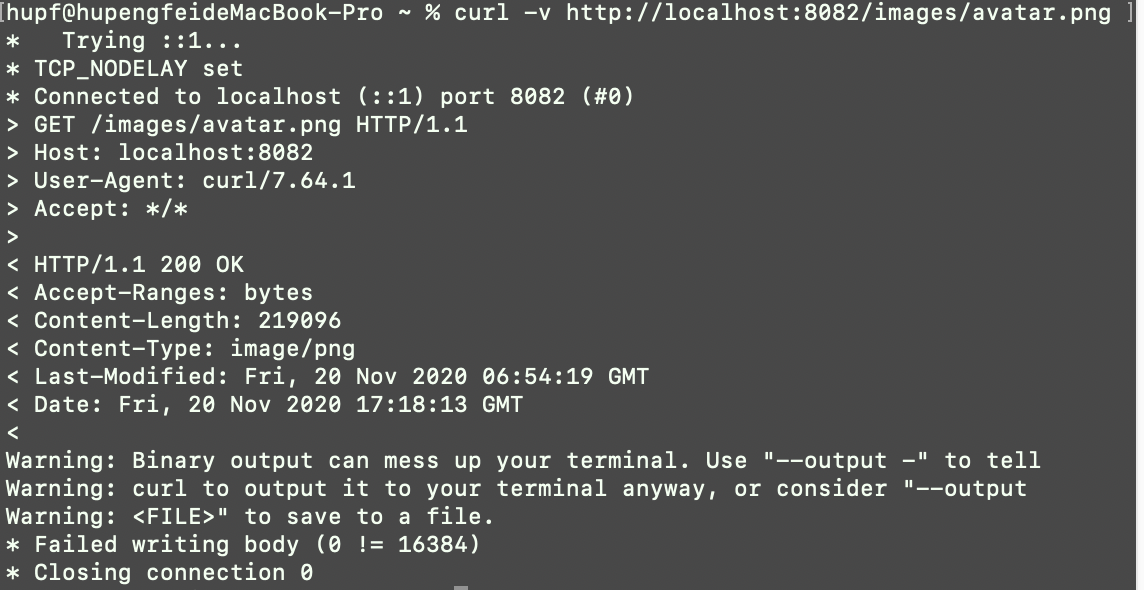 [hupf@hupengfeideMacBook-Pro ~ % curl -v http://localhost:8082/images/avatar.png ]
*   Trying ::1...
* TCP_NODELAY set
* Connected to localhost (::1) port 8082 (#0)
> GET /images/avatar.png HTTP/1.1
> Host: localhost:8082
> User-Agent: curl/7.64.1
> Accept: */*
>
< HTTP/1.1 200 OK
< Accept-Ranges: bytes
< Content-Length: 219096
< Content-Type: image/png
< Last-Modified: Fri, 20 Nov 2020 06:54:19 GMT
< Date: Fri, 20 Nov 2020 17:18:13 GMT
<
Warning: Binary output can mess up your terminal. Use "--output -" to tell
Warning: curl to output it to your terminal anyway, or consider "--output
Warning: <FILE>" to save to a file.
* Failed writing body (0 != 16384)
* Closing connection 0